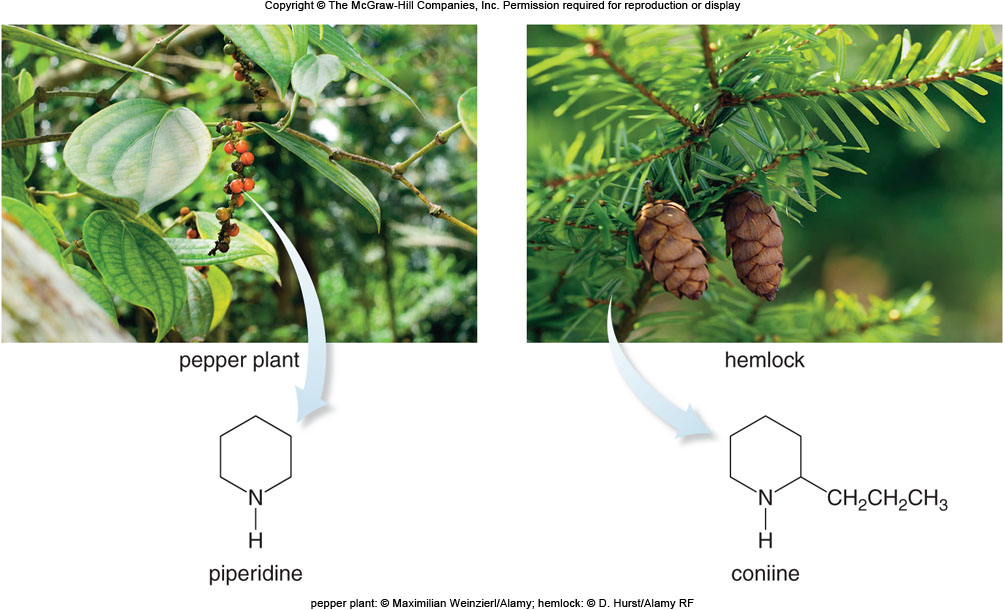 Copyright © The McGraw-Hill Companies, Inc. Permission required for reproduction or display
pepper plant
hemlock
N
H
piperidine
N
H
CH₂CH₂CH₃
coniine
pepper plant: © Maximilian Weinzierl/Alamy; hemlock: © D. Hurst/Alamy RF